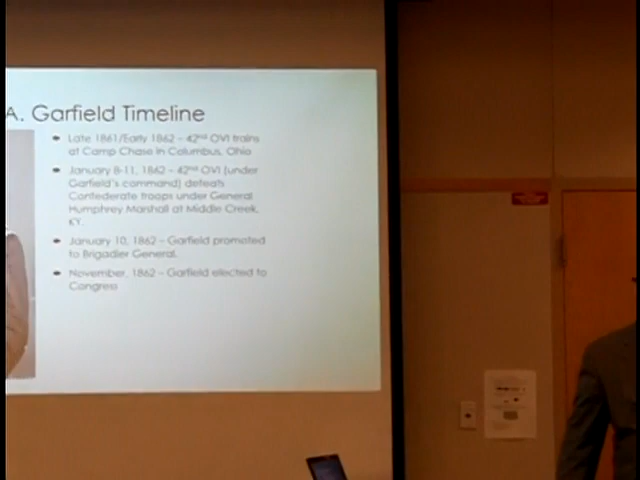 A. Garfield Timeline
Late 1861/Early 1862 – 42nd OVI trains
at Camp Chase in Columbus, Ohio
January 8-11, 1862 – 42nd OVI (under
Garfield's command) defeats
Confederate troops under General
Humphrey Marshall at Middle Creek,
KY.
January 10, 1862 – Garfield promoted
to Brigadier General.
November, 1862 – Garfield elected to
Congress